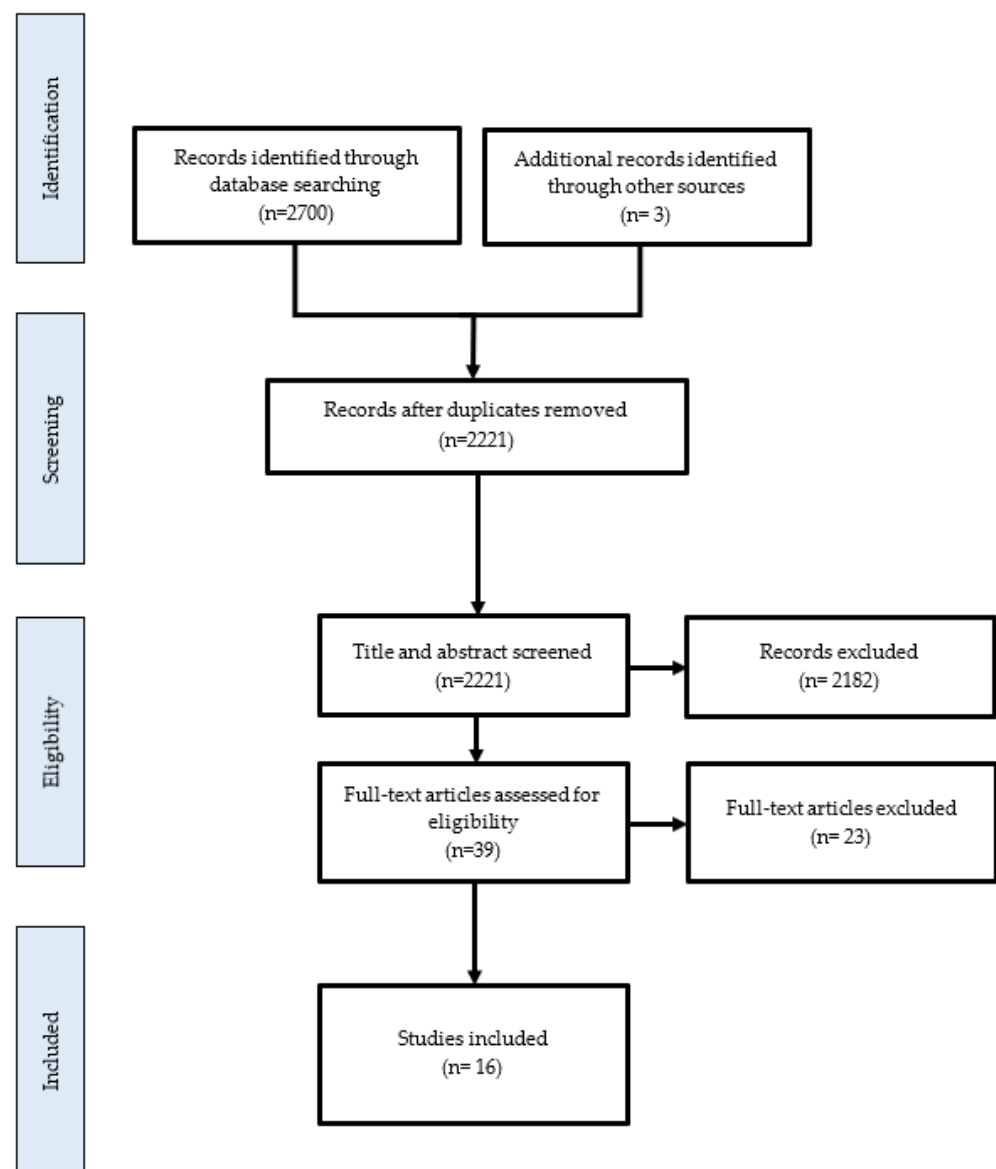 Identification
Records identified through
database searching
(n=2700)
Additional records identified
through other sources
(n= 3)
Screening
Records after duplicates removed
(n=2221)
Eligibility
Title and abstract screened
(n=2221)
Records excluded
(n= 2182)
Full-text articles assessed for
eligibility
(n=39)
Full-text articles excluded
(n= 23)
Included
Studies included
(n= 16)